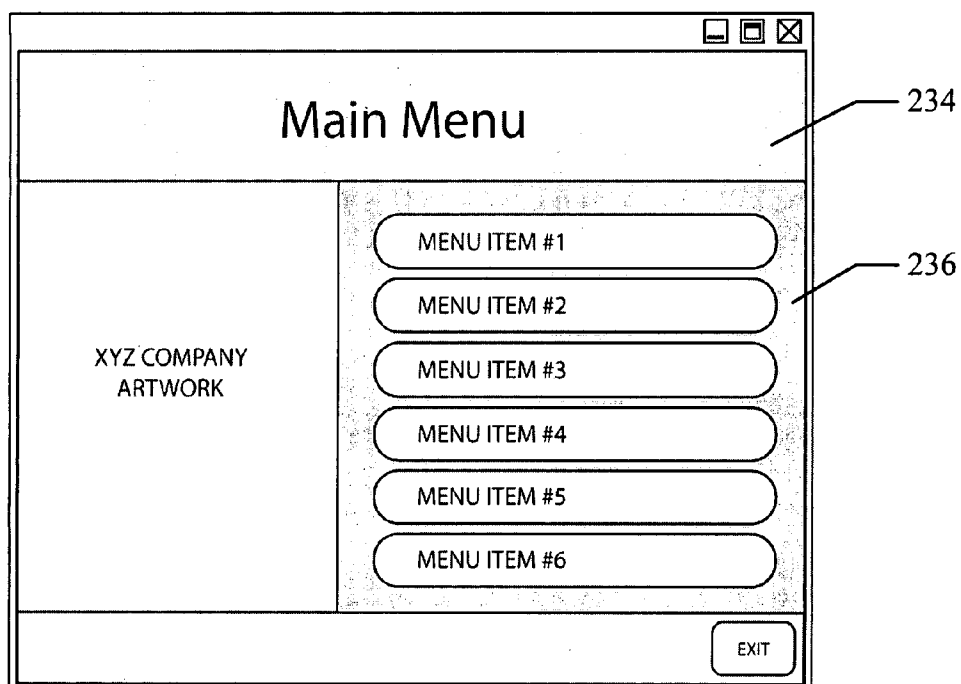 Main Menu
234
MENU ITEM #1
236
MENU ITEM #2
XYZ COMPANY
ARTWORK
MENU ITEM #3
MENU ITEM #4
MENU ITEM #5
MENU ITEM #6
EXIT